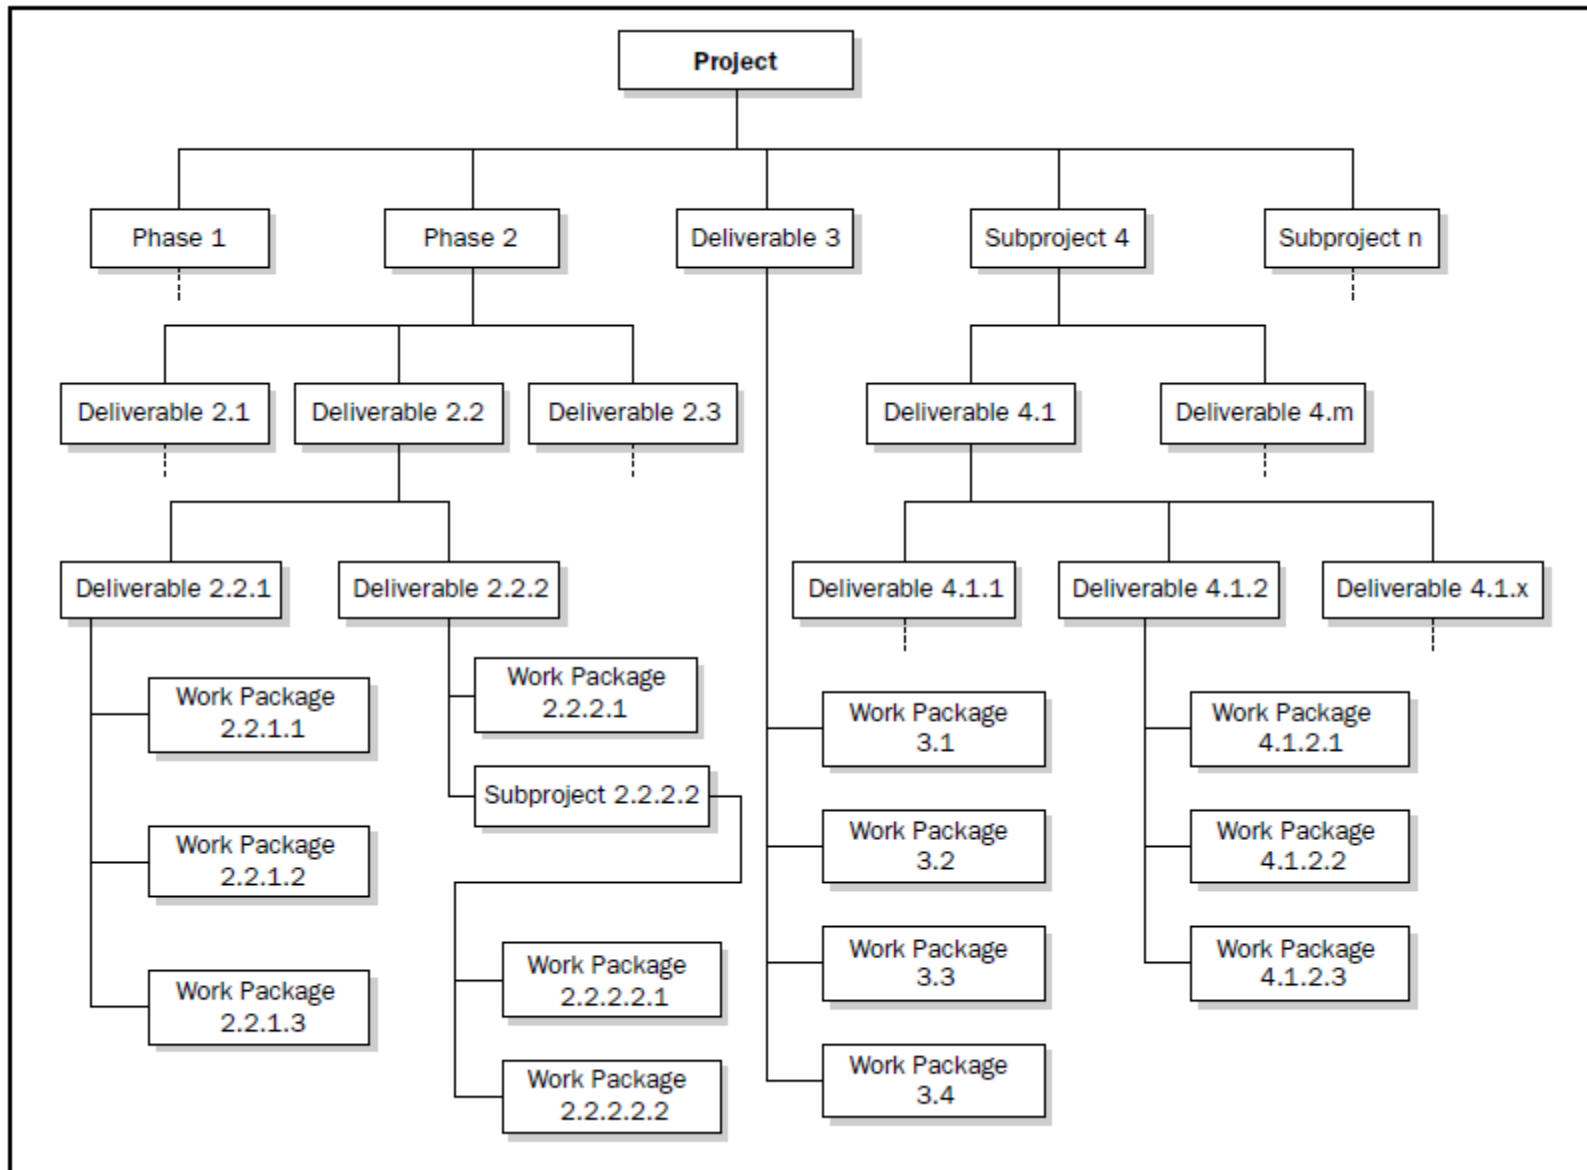 Project
Phase 1
Phase 2
Deliverable 3
Subproject 4
Subproject n
Deliverable 2.1
Deliverable 2.2
Deliverable 2.3
Deliverable 4.1
Deliverable 4.m
Deliverable 2.2.1
Deliverable 2.2.2
Deliverable 4.1.1
Deliverable 4.1.2
Deliverable 4.1.x
Work Package
2.2.1.1
Work Package
2.2.1.2
Work Package
2.2.1.3
Work Package
2.2.2.1
Subproject 2.2.2.2
Work Package
2.2.2.2.1
Work Package
2.2.2.2.2
Work Package
3.1
Work Package
3.2
Work Package
3.3
Work Package
3.4
Work Package
4.1.2.1
Work Package
4.1.2.2
Work Package
4.1.2.3